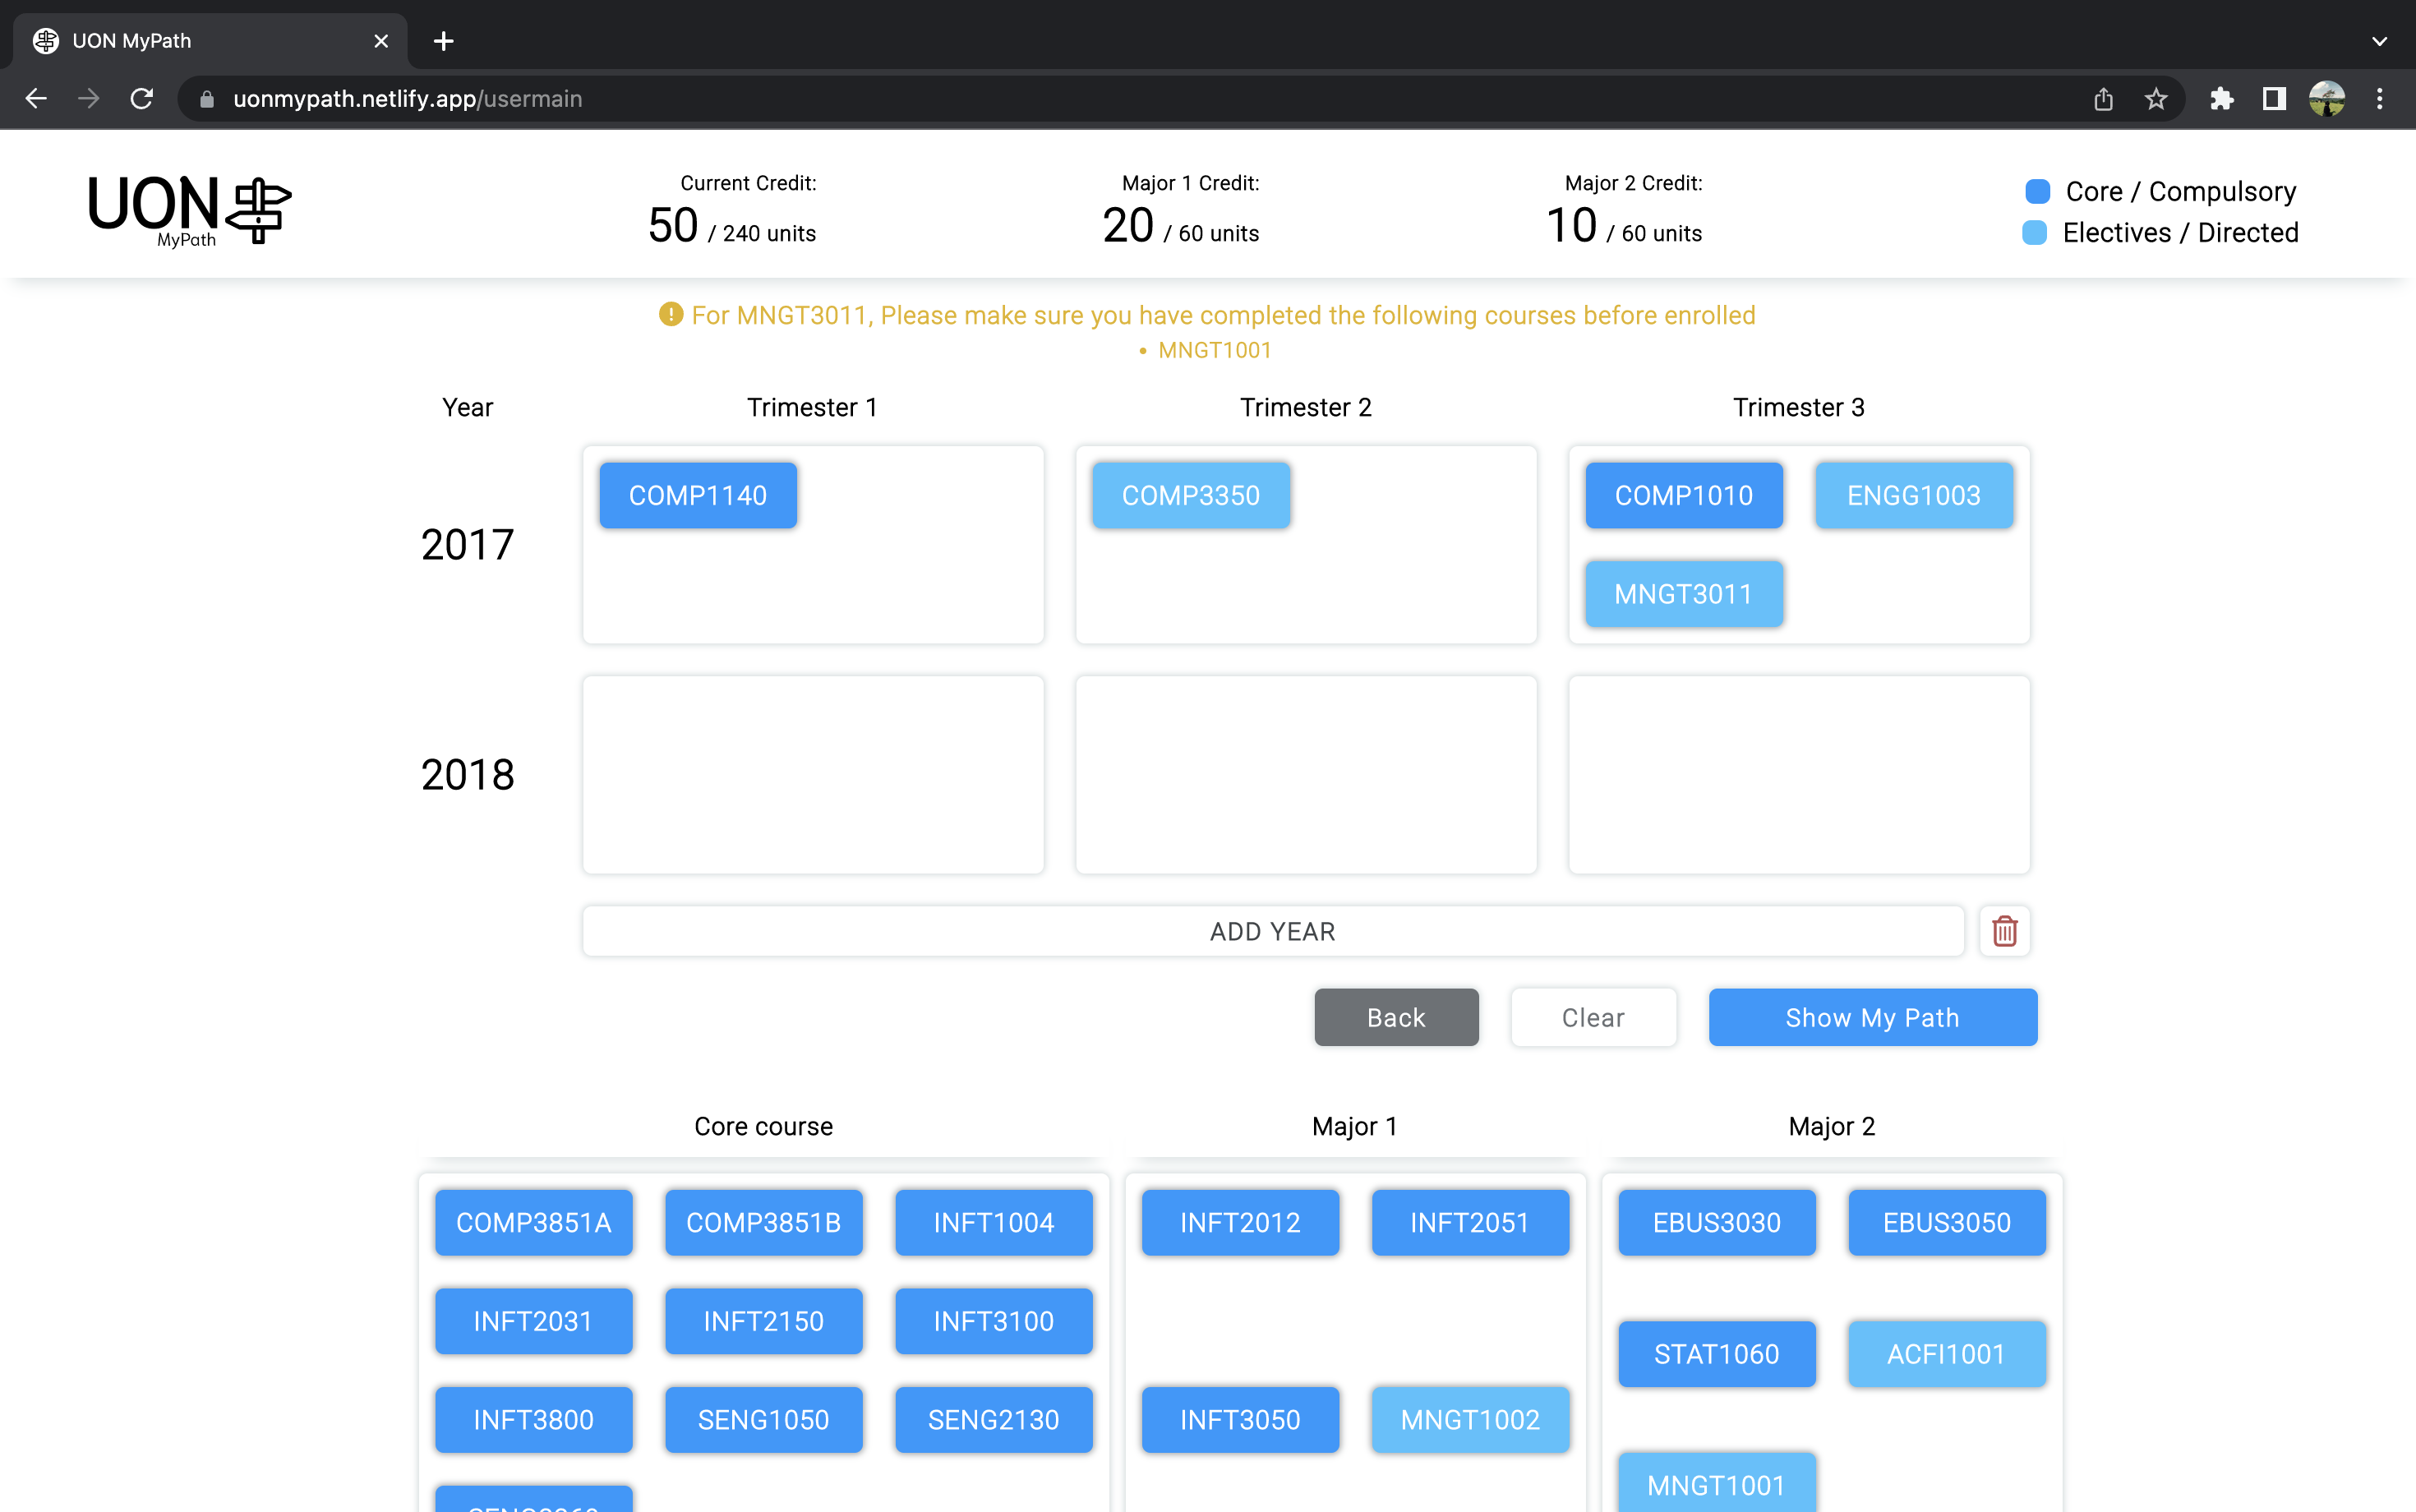 UON MyPath
uonmypath.netlify.app/usermain
UON
MyPath
Current Credit:
50 / 240 units
Major 1 Credit:
20 / 60 units
Major 2 Credit:
10 / 60 units
Core / Compulsory
Electives / Directed
For MNGT3011, Please make sure you have completed the following courses before enrolled
• MNGT1001
Year Trimester 1 Trimester 2 Trimester 3
2017
COMP1140
COMP3350
COMP1010 ENGG1003
MNGT3011
2018
ADD YEAR
Back Clear Show My Path
Core course
COMP3851A COMP3851B INFT1004
INFT2031 INFT2150 INFT3100
INFT3800 SENG1050 SENG2130
Major 1
INFT2012 INFT2051
INFT3050 MNGT1002
Major 2
EBUS3030 EBUS3050
STAT1060 ACFI1001
MNGT1001